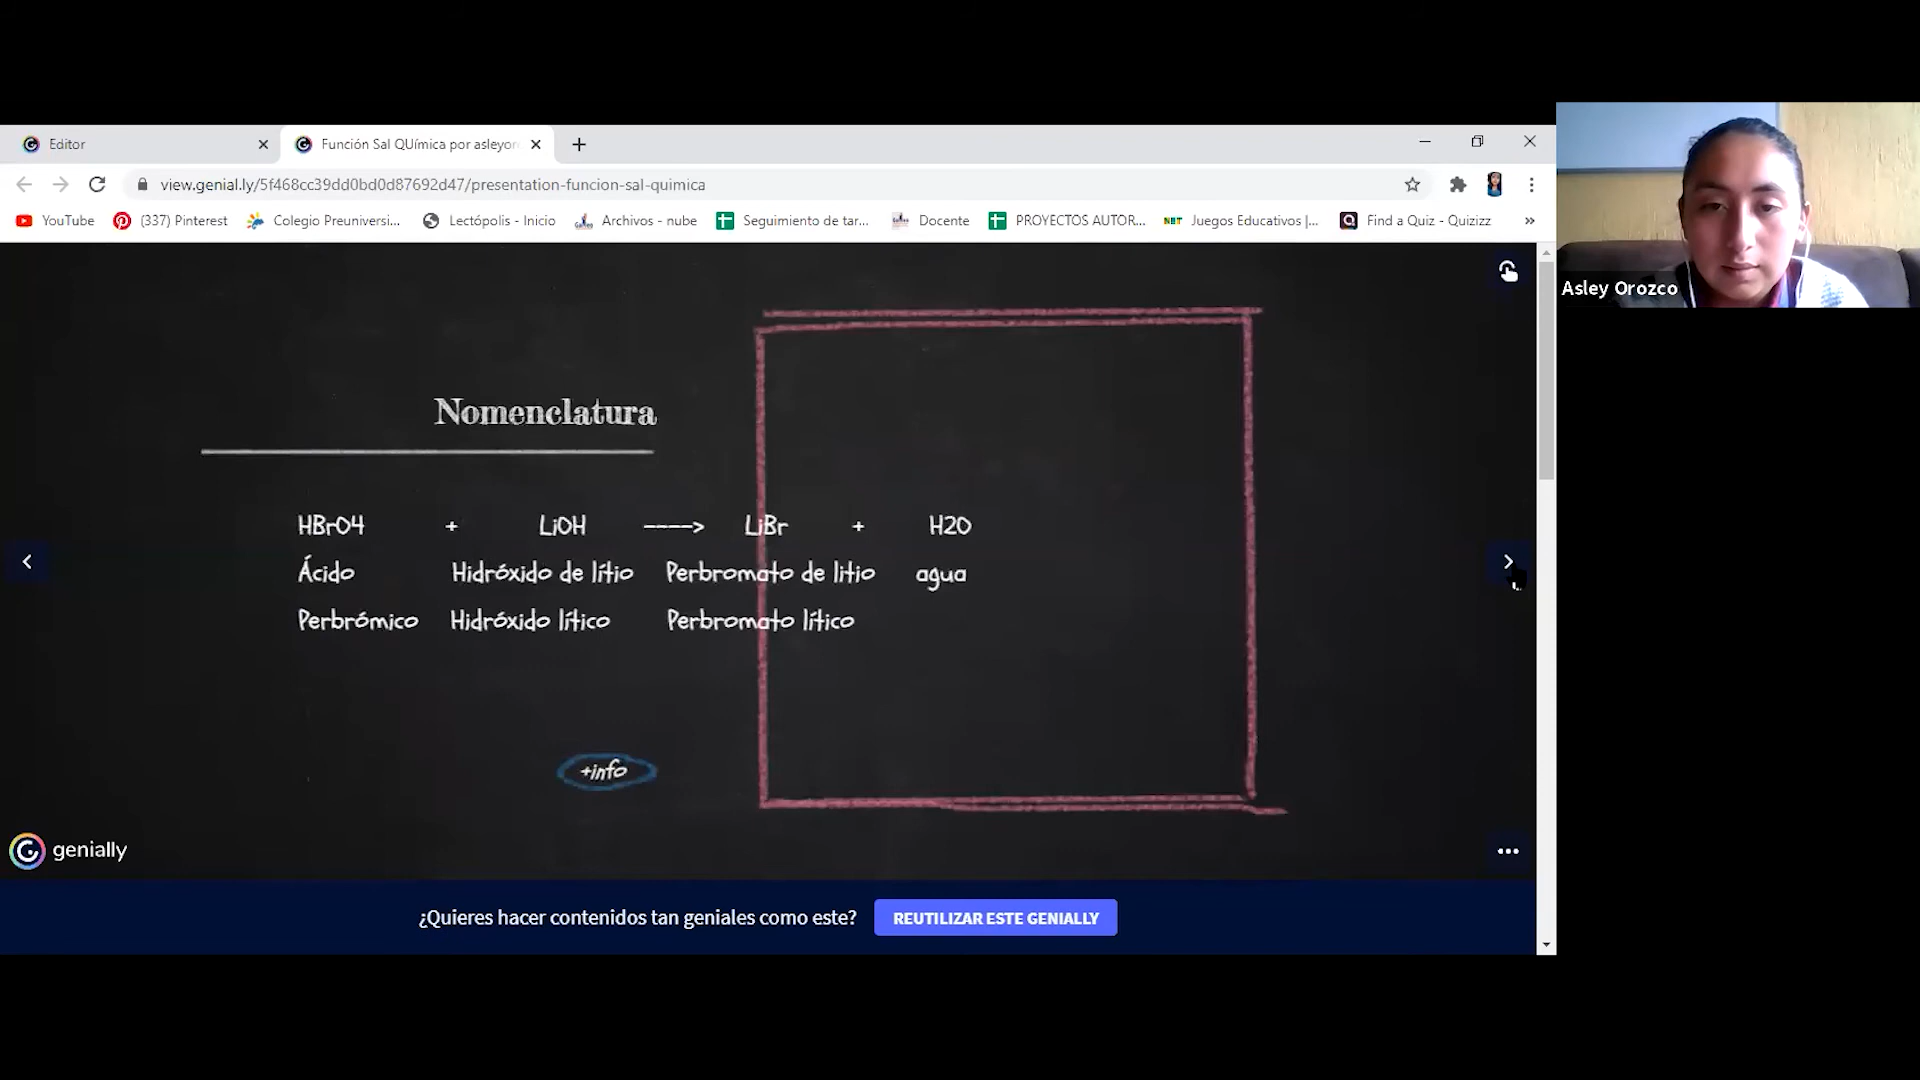 Editor
Función Sal QUímica por asleyor
view.genial.ly/5f468cc39dd0bd0d87692d47/presentation-funcion-sal-quimica
YouTube (337) Pinterest Colegio Preuniversi... Lectópolis - Inicio Archivos - nube Seguimiento de tar... Docente PROYECTOS AUTOR... Juegos Educativos |... Find a Quiz - Quizizz »
Asley Orozco
Nomenclatura
HBrO4 + LiOH ----> LiBr + H2O
Ácido Hidróxido de lítio Perbromato de litio agua
Perbrómico Hidróxido lítico Perbromato lítico
+info
genially
¿Quieres hacer contenidos tan geniales como este? REUTILIZAR ESTE GENIALLY